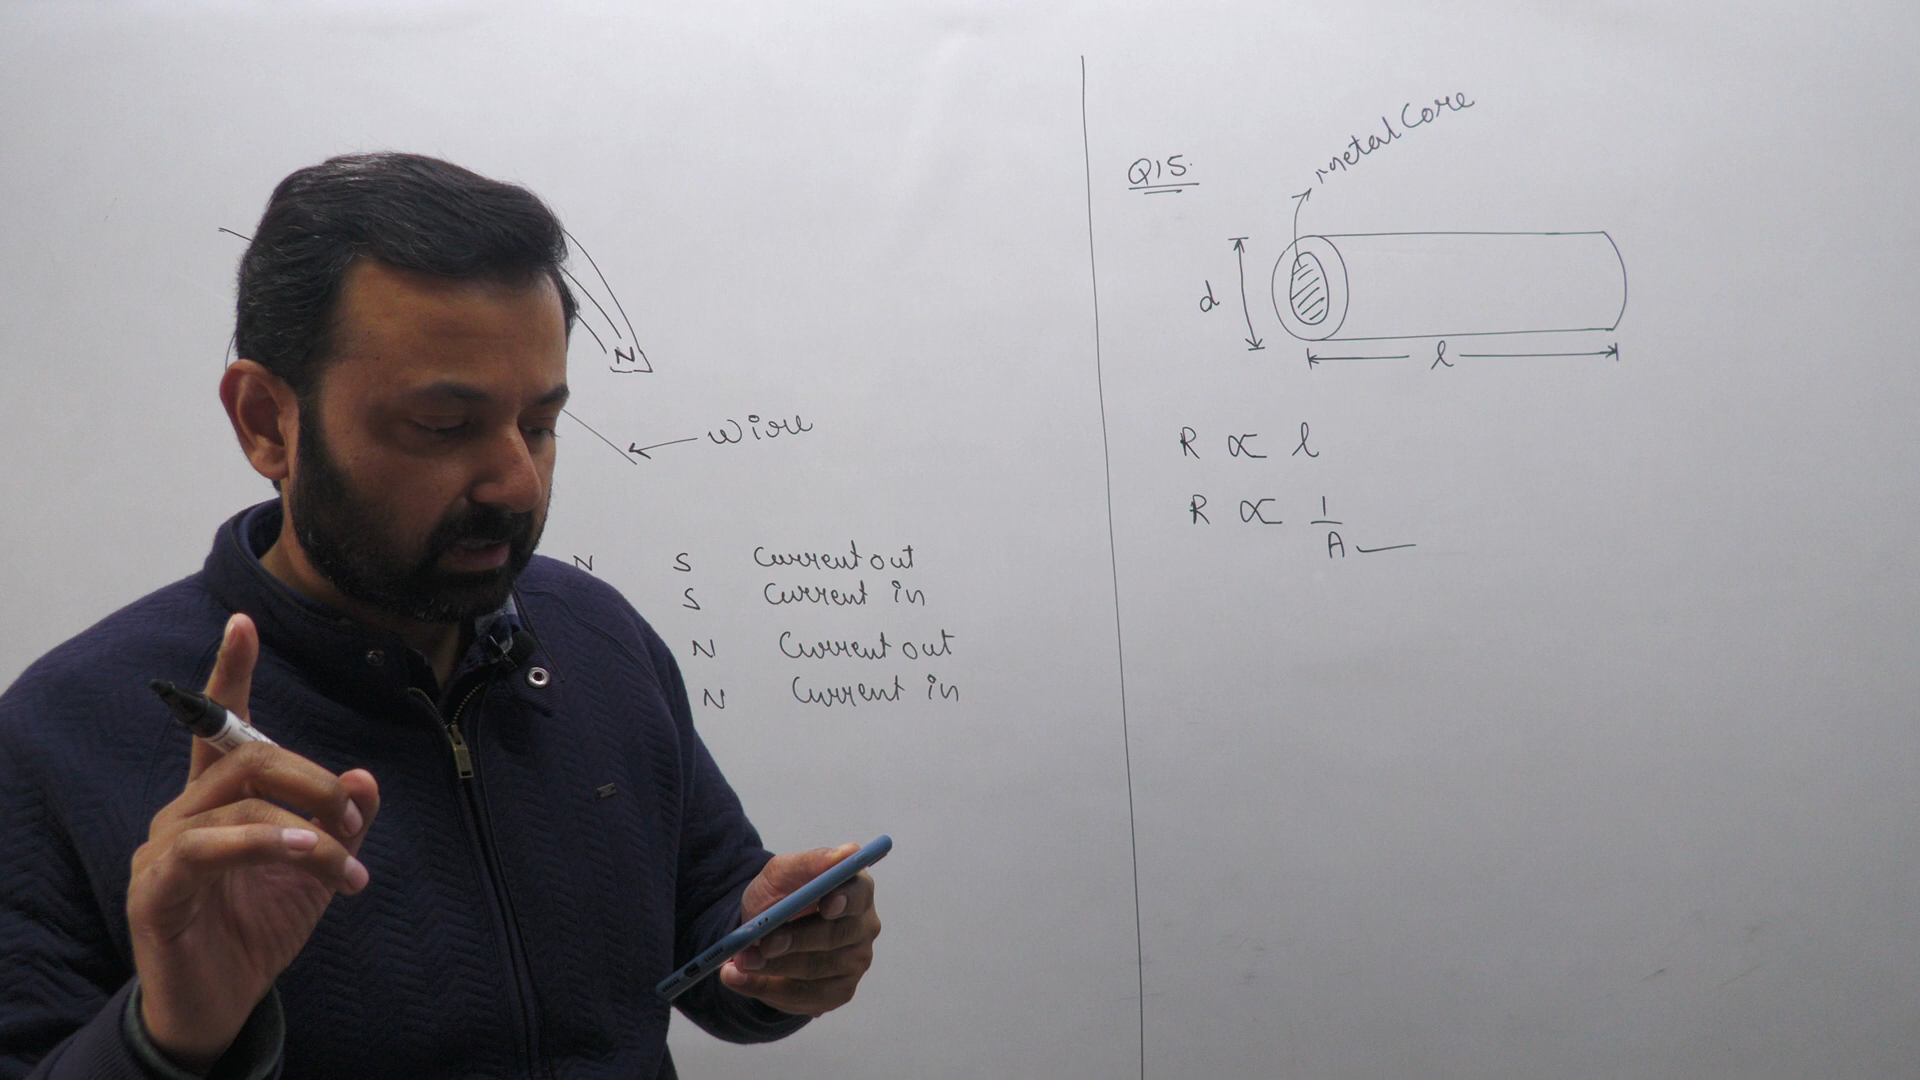 N
wire
N S Current out
S Current in
N Current out
N Current in
Q15.
metal Core
d
l
R ∝ l
R ∝ 1/A